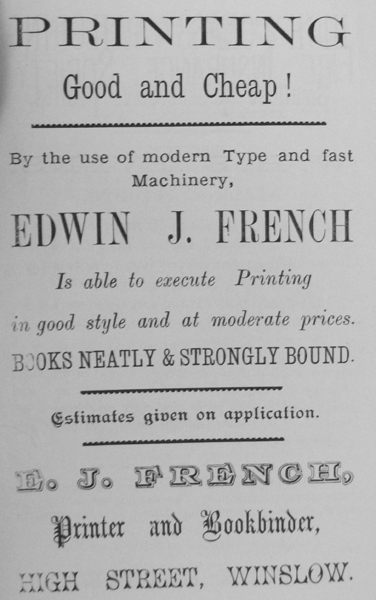 PRINTING
Good and Cheap!
By the use of modern Type and fast
Machinery,
EDWIN J. FRENCH
Is able to execute Printing
in good style and at moderate prices.
BOOKS NEATLY & STRONGLY BOUND.
Estimates given on application.
E. J. FRENCH,
Printer and Bookbinder,
HIGH STREET, WINSLOW.